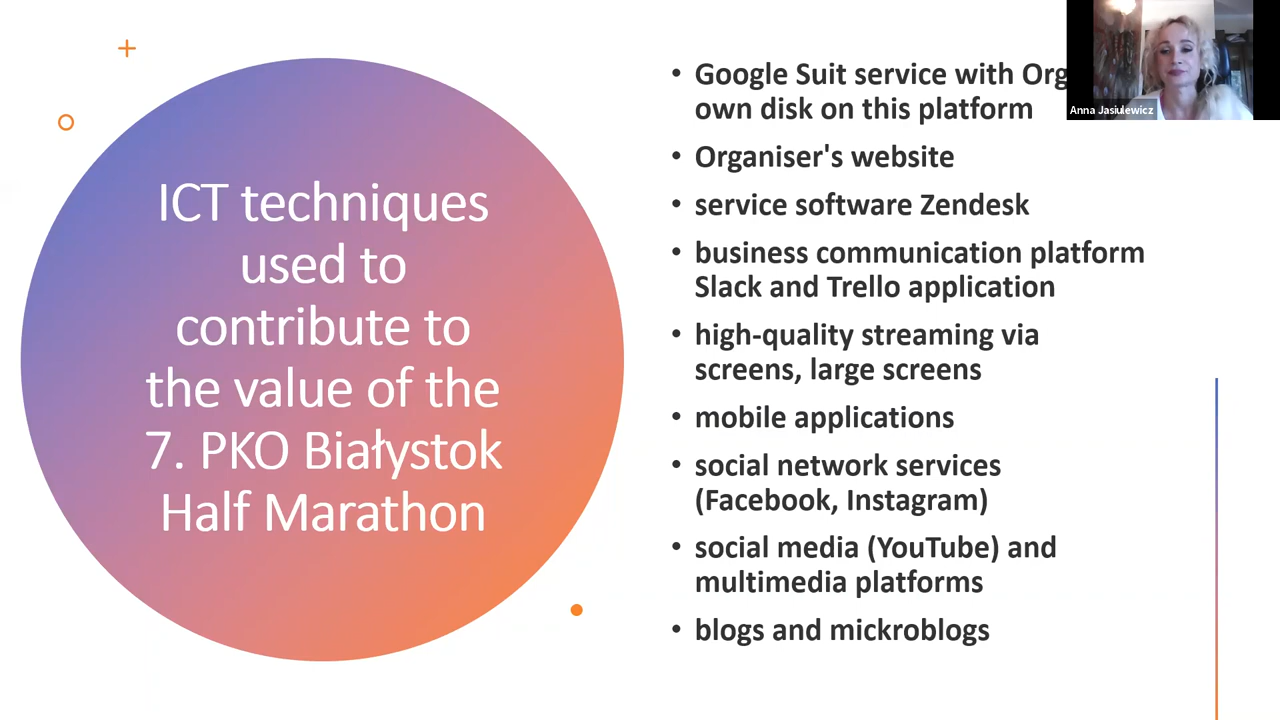 ICT techniques
used to
contribute to
the value of the
7. PKO Białystok
Half Marathon
• Google Suit service with
own disk on this platform
• Organiser's website
• service software Zendesk
• business communication platform
Slack and Trello application
• high-quality streaming via
screens, large screens
• mobile applications
• social network services
(Facebook, Instagram)
• social media (YouTube) and
multimedia platforms
• blogs and mickroblogs
Anna Jasiulewicz